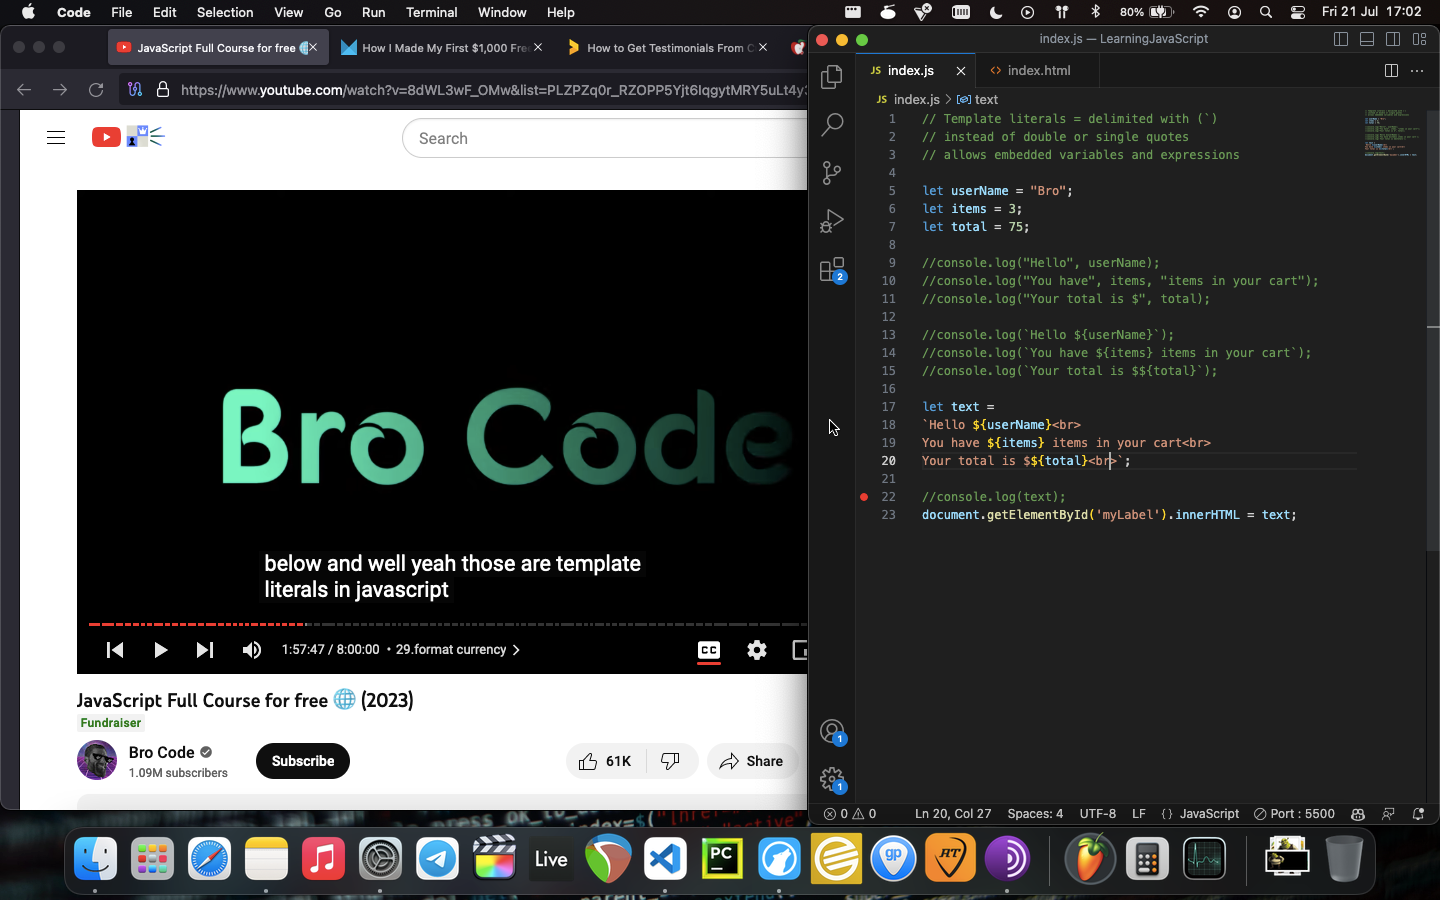 Code File Edit Selection View Go Run Terminal Window Help 80% Fri 21 Jul 17:02
JavaScript Full Course for free
How I Made My First $1,000 Fre
How to Get Testimonials From C
https://www.youtube.com/watch?v=8dWL3wF_OMw&list=PLZPZq0r_RZOPP5Yjt6IqgytMRY5uLt4y3
Search
Bro Code
below and well yeah those are template
literals in javascript
1:57:47 / 8:00:00 • 29.format currency
CC
JavaScript Full Course for free 🌐 (2023)
Fundraiser
Bro Code
1.09M subscribers
Subscribe
61K
Share
index.js — LearningJavaScript
JS index.js
<> index.html
JS index.js > text
1 // Template literals = delimited with (`)
2 // instead of double or single quotes
3 // allows embedded variables and expressions
4
5 let userName = "Bro";
6 let items = 3;
7 let total = 75;
8
9 //console.log("Hello", userName);
10 //console.log("You have", items, "items in your cart");
11 //console.log("Your total is $", total);
12
13 //console.log(`Hello ${userName}`);
14 //console.log(`You have ${items} items in your cart`);
15 //console.log(`Your total is $${total}`);
16
17 let text =
18 `Hello ${userName}<br>
19 You have ${items} items in your cart<br>
20 Your total is $${total}<br>`;
21
22 //console.log(text);
23 document.getElementById('myLabel').innerHTML = text;
2
1
1
0 0 Ln 20, Col 27 Spaces: 4 UTF-8 LF {} JavaScript Port : 5500
Live
PC
gp
RT